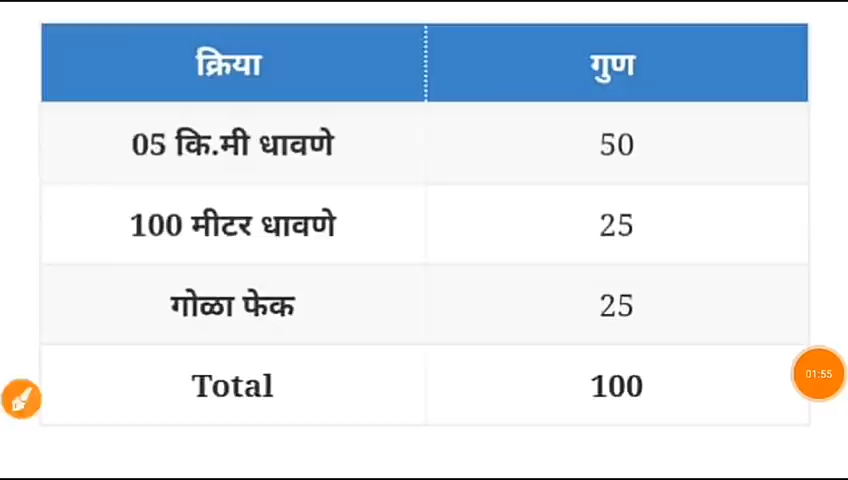 क्रिया गुण
05 कि.मी धावणे 50
100 मीटर धावणे 25
गोळा फेक 25
Total 100
01:55